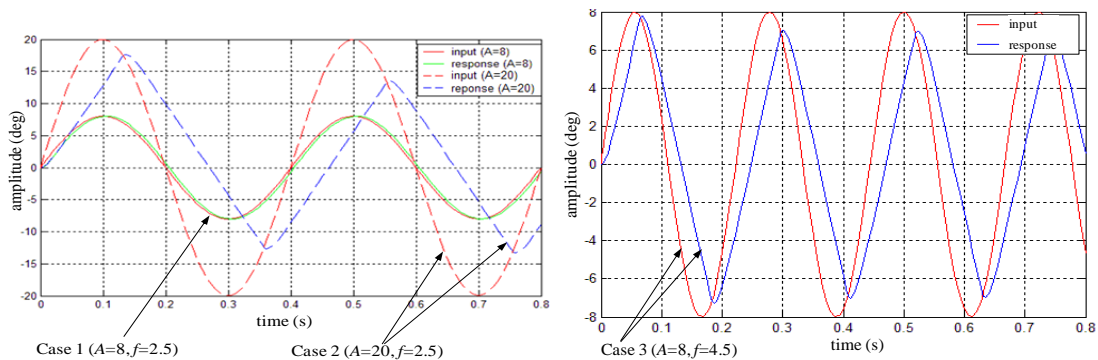 20
15
10
5
0
-5
-10
-15
-20
amplitude (deg)
input (A=8)
response (A=8)
input (A=20)
reponse (A=20)
0 0.1 0.2 0.3 0.4 0.5 0.6 0.7 0.8
time (s)
Case 1 (A=8, f=2.5)
Case 2 (A=20, f=2.5)
8
6
4
2
0
-2
-4
-6
-8
amplitude (deg)
input
response
0 0.1 0.2 0.3 0.4 0.5 0.6 0.7 0.8
time (s)
Case 3 (A=8, f=4.5)